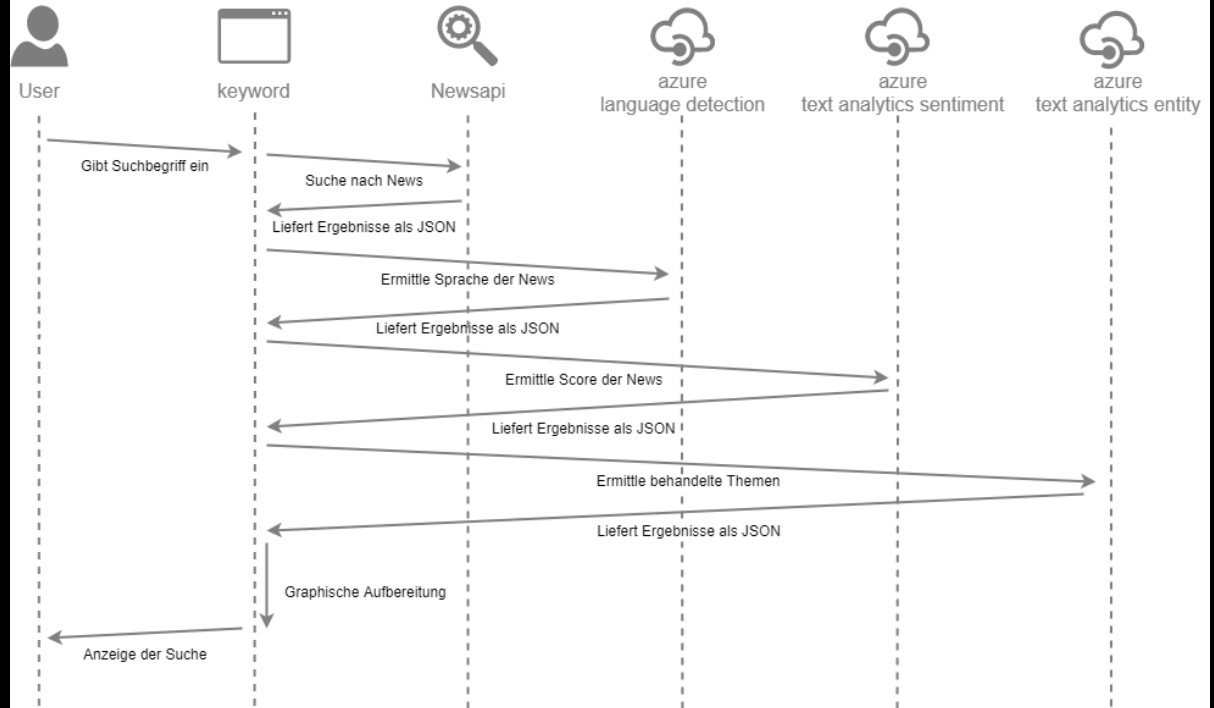 User
keyword
Newsapi
azure
language detection
azure
text analytics sentiment
azure
text analytics entity
Gibt Suchbegriff ein
Suche nach News
Liefert Ergebnisse als JSON
Ermittle Sprache der News
Liefert Ergebnisse als JSON
Ermittle Score der News
Liefert Ergebnisse als JSON
Ermittle behandelte Themen
Liefert Ergebnisse als JSON
Graphische Aufbereitung
Anzeige der Suche